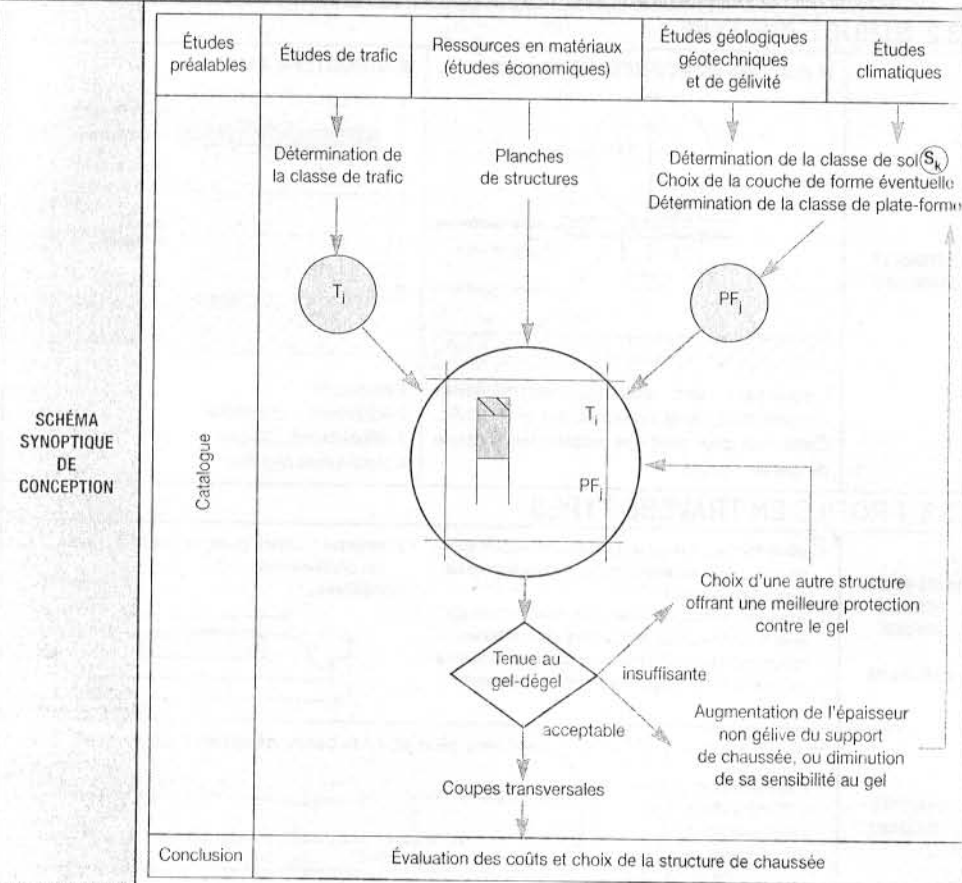 Études
préalables
Études de trafic
Ressources en matériaux
(études économiques)
Études géologiques
géotechniques
et de gélivité
Études
climatiques
Détermination de
la classe de trafic
Planches
de structures
Détermination de la classe de sol Sk
Choix de la couche de forme éventuelle
Détermination de la classe de plate-forme
Ti
PFj
SCHÉMA
SYNOPTIQUE
DE
CONCEPTION
Catalogue
Ti
PFj
Choix d'une autre structure
offrant une meilleure protection
contre le gel
Tenue au
gel-dégel
insuffisante
acceptable
Augmentation de l'épaisseur
non gélive du support
de chaussée, ou diminution
de sa sensibilité au gel
Coupes transversales
Conclusion
Évaluation des coûts et choix de la structure de chaussée